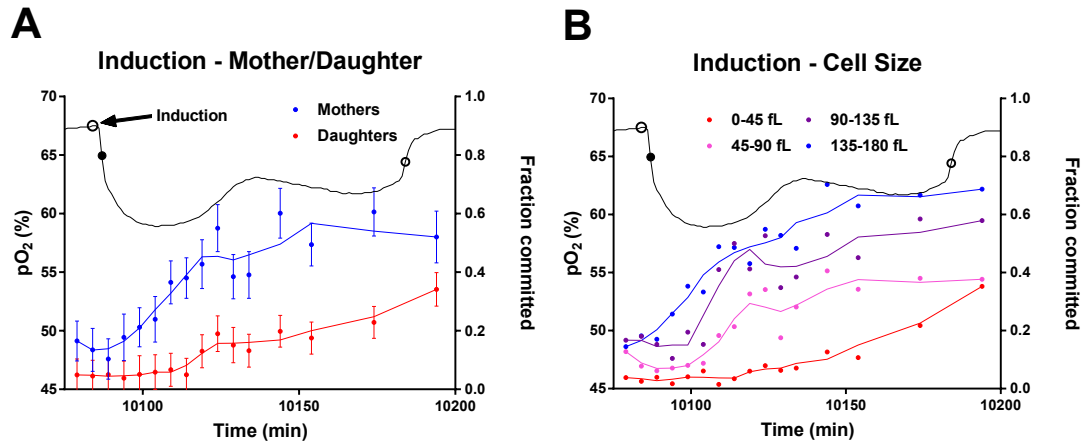 A
Induction - Mother/Daughter
70
65
60
55
50
45
pO2 (%)
Induction
Mothers
Daughters
1.0
0.8
0.6
0.4
0.2
0.0
Fraction committed
10100
10150
10200
Time (min)
B
Induction - Cell Size
70
65
60
55
50
45
pO2 (%)
0-45 fL
90-135 fL
45-90 fL
135-180 fL
1.0
0.8
0.6
0.4
0.2
0.0
Fraction committed
10100
10150
10200
Time (min)